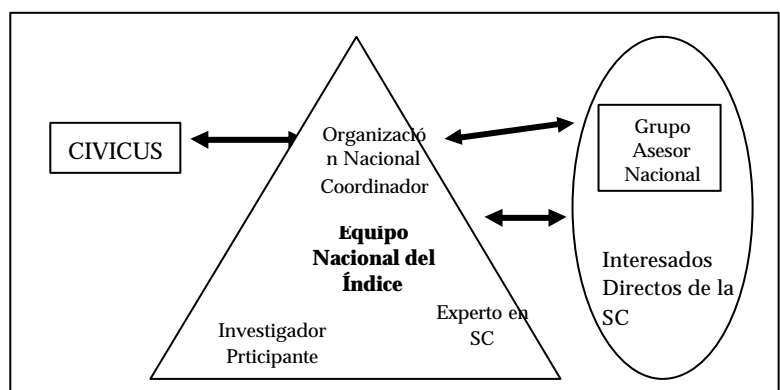 CIVICUS
Organizació
n Nacional
Coordinador
Equipo
Nacional del
Índice
Investigador
Prticipante
Experto en
SC
Grupo
Asesor
Nacional
Interesados
Directos de la
SC